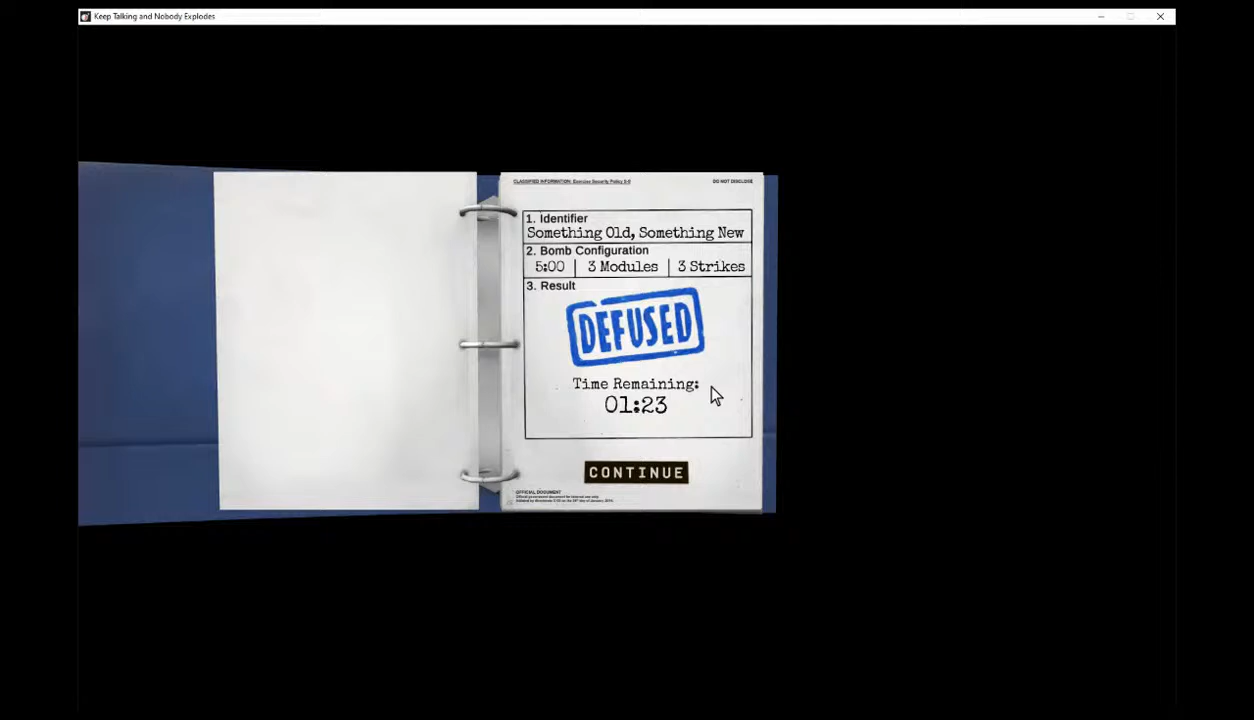 Keep Talking and Nobody Explodes
CLASSIFIED INFORMATION: Exercise Security Policy
DO NOT DISCLOSE
1. Identifier
Something Old, Something New
2. Bomb Configuration
5:00 3 Modules 3 Strikes
3. Result
DEFUSED
Time Remaining:
01:23
CONTINUE
OFFICIAL DOCUMENT